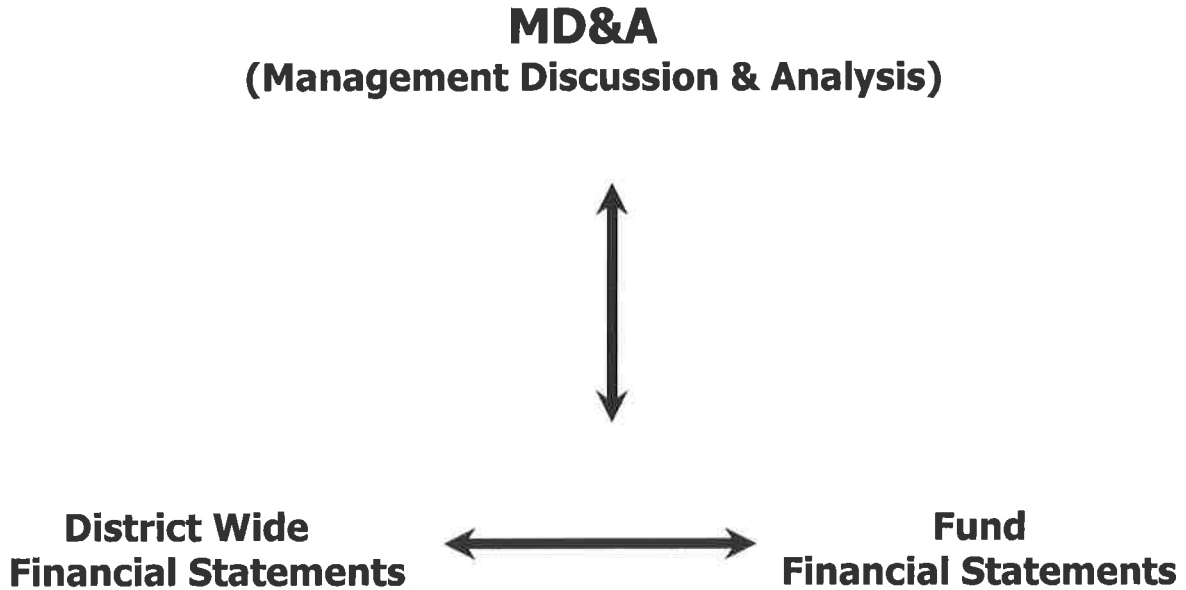 MD&A
(Management Discussion & Analysis)
District Wide
Financial Statements
Fund
Financial Statements